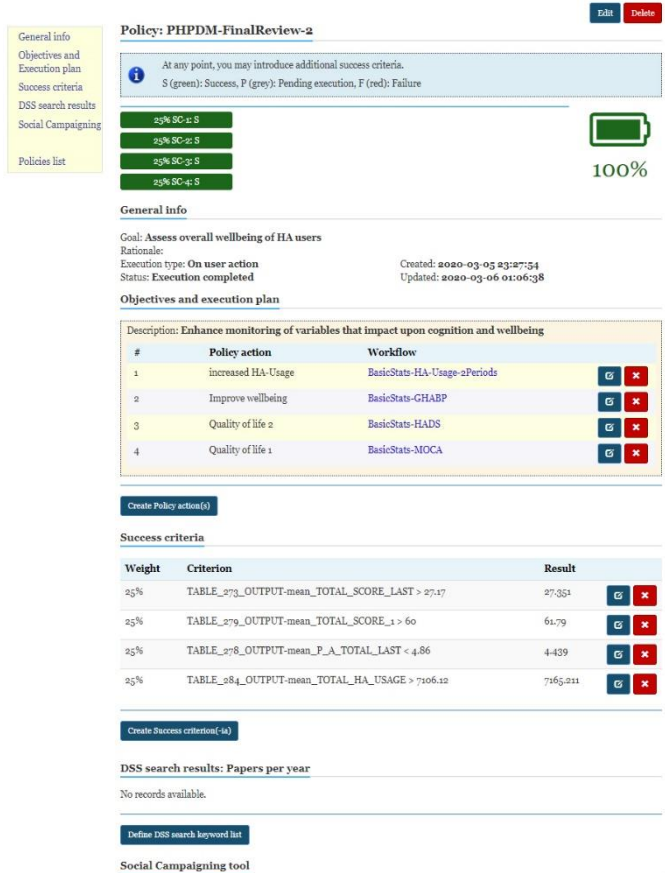 Edit Delete
General info
Objectives and
Execution plan
Success criteria
DSS search results
Social Campaigning
Policies list
Policy: PHPDM-FinalReview-2
At any point, you may introduce additional success criteria.
S (green): Success, P (grey): Pending execution, F (red): Failure
25% SC-1: S
25% SC-2: S
25% SC-3: S
25% SC-4: S
100%
General info
Goal: Assess overall wellbeing of HA users
Rationale:
Execution type: On user action Created: 2020-03-05 23:27:54
Status: Execution completed Updated: 2020-03-06 01:06:38
Objectives and execution plan
Description: Enhance monitoring of variables that impact upon cognition and wellbeing
# Policy action Workflow
1 increased HA-Usage BasicStats-HA-Usage-2Periods
2 Improve wellbeing BasicStats-GHABP
3 Quality of life 2 BasicStats-HADS
4 Quality of life 1 BasicStats-MOCA
Create Policy action(s)
Success criteria
Weight Criterion Result
25% TABLE_273_OUTPUT-mean_TOTAL_SCORE_LAST > 27.17 27.351
25% TABLE_279_OUTPUT-mean_TOTAL_SCORE_1 > 60 61.79
25% TABLE_278_OUTPUT-mean_P_A_TOTAL_LAST < 4.86 4.439
25% TABLE_284_OUTPUT-mean_TOTAL_HA_USAGE > 7106.12 7165.211
Create Success criterion(-ia)
DSS search results: Papers per year
No records available.
Define DSS search keyword list
Social Campaigning tool